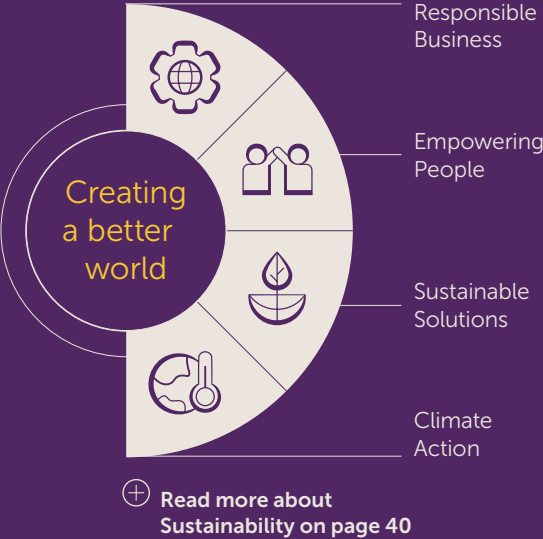 Responsible
Business
Empowering
People
Creating
a better
world
Sustainable
Solutions
Climate
Action
Read more about
Sustainability on page 40